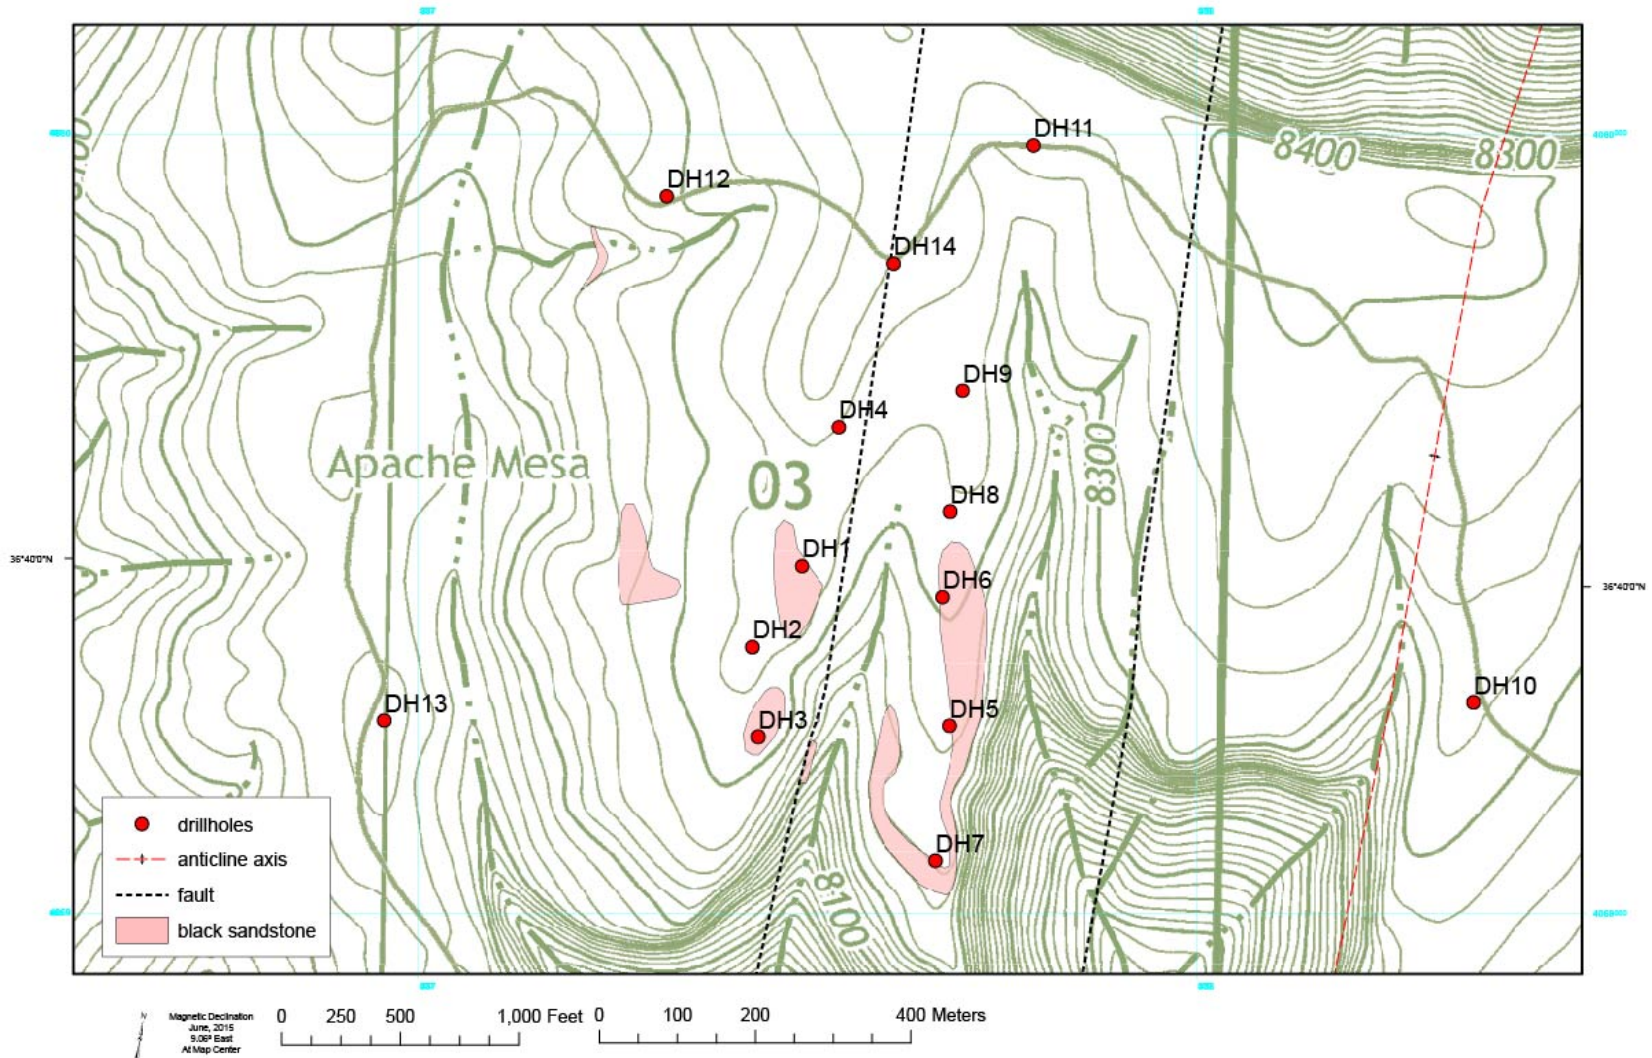 DH11
8400
8300
DH12
DH14
DH9
DH4
8300
Apache Mesa
03
DH8
DH1
36°40'0"N
36°40'0"N
DH6
DH2
DH10
DH13
DH5
DH3
drillholes
anticline axis
fault
black sandstone
DH7
8100
Magnetic Declination
June, 2015
9.06º East
At Map Center
N
0 250 500 1,000 Feet
0 100 200 400 Meters